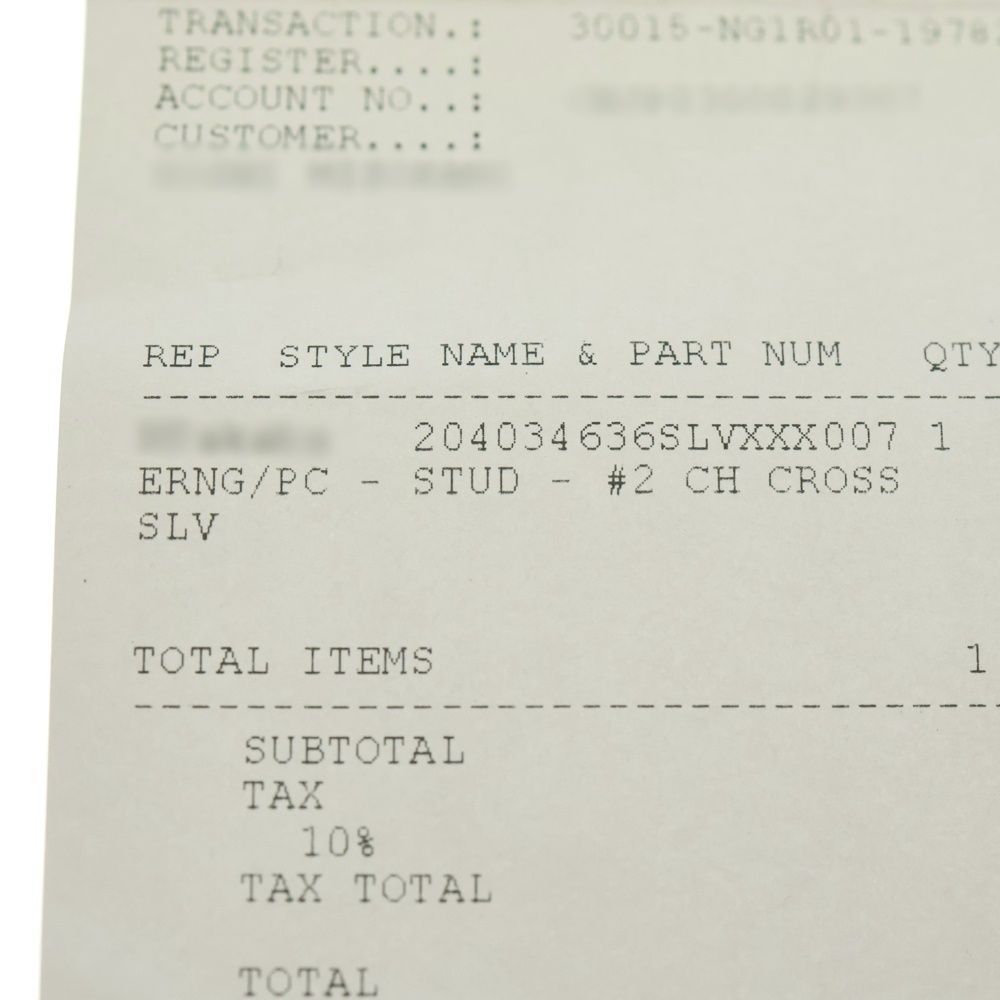 TRANSACTION.: 30015-NG1R01-1978
REGISTER....:
ACCOUNT NO..:
CUSTOMER....:
REP STYLE NAME & PART NUM QTY
204034636SLVXXX007 1
ERNG/PC - STUD - #2 CH CROSS
SLV
TOTAL ITEMS 1
SUBTOTAL
TAX
10%
TAX TOTAL
TOTAL